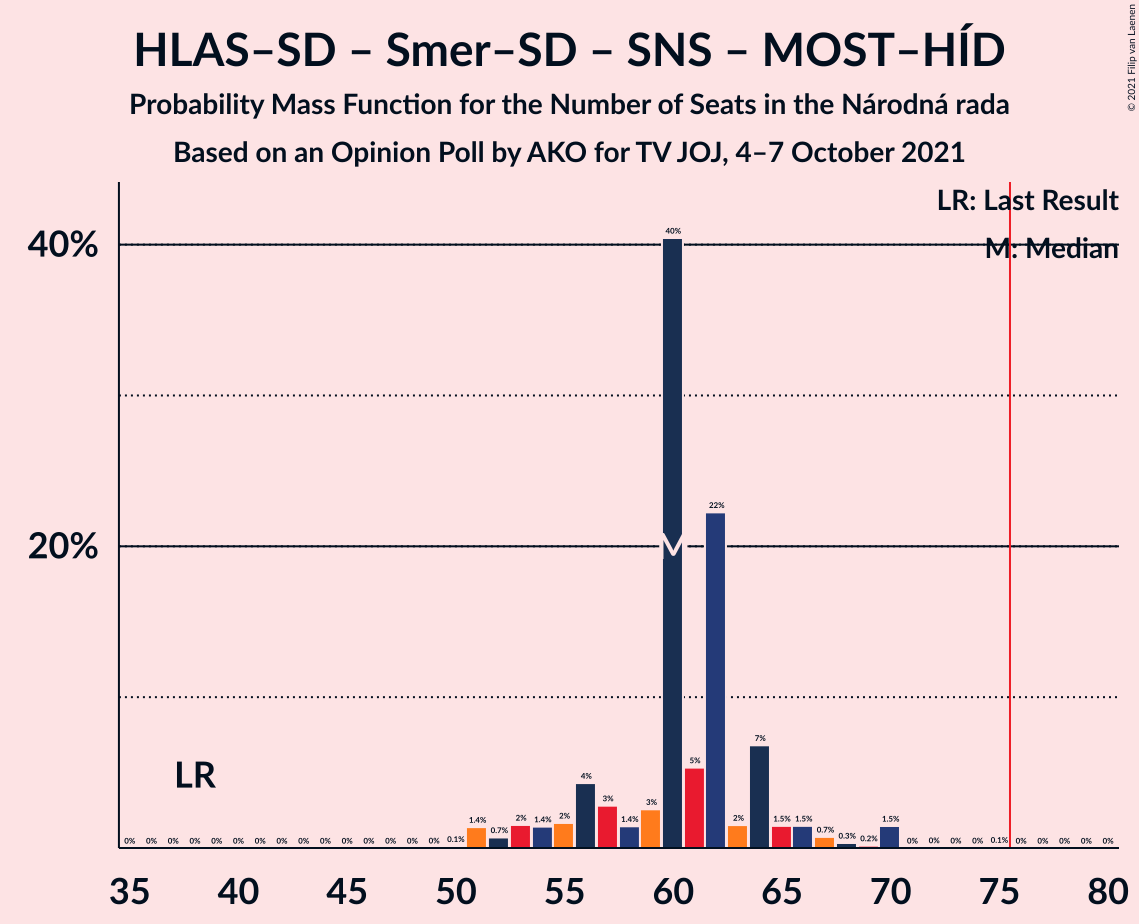 HLAS–SD – Smer–SD – SNS – MOST–HÍD
Probability Mass Function for the Number of Seats in the Národná rada
Based on an Opinion Poll by AKO for TV JOJ, 4–7 October 2021
© 2021 Filip van Laenen
LR: Last Result
M: Median
40%
20%
LR
M
0% 0% 0% 0% 0% 0% 0% 0% 0% 0% 0% 0% 0% 0% 0% 0.1% 1.4% 0.7% 2% 1.4% 2% 4% 3% 1.4% 3% 40% 5% 22% 2% 7% 1.5% 1.5% 0.7% 0.3% 0.2% 1.5% 0% 0% 0% 0% 0.1% 0% 0% 0% 0% 0%
35 40 45 50 55 60 65 70 75 80